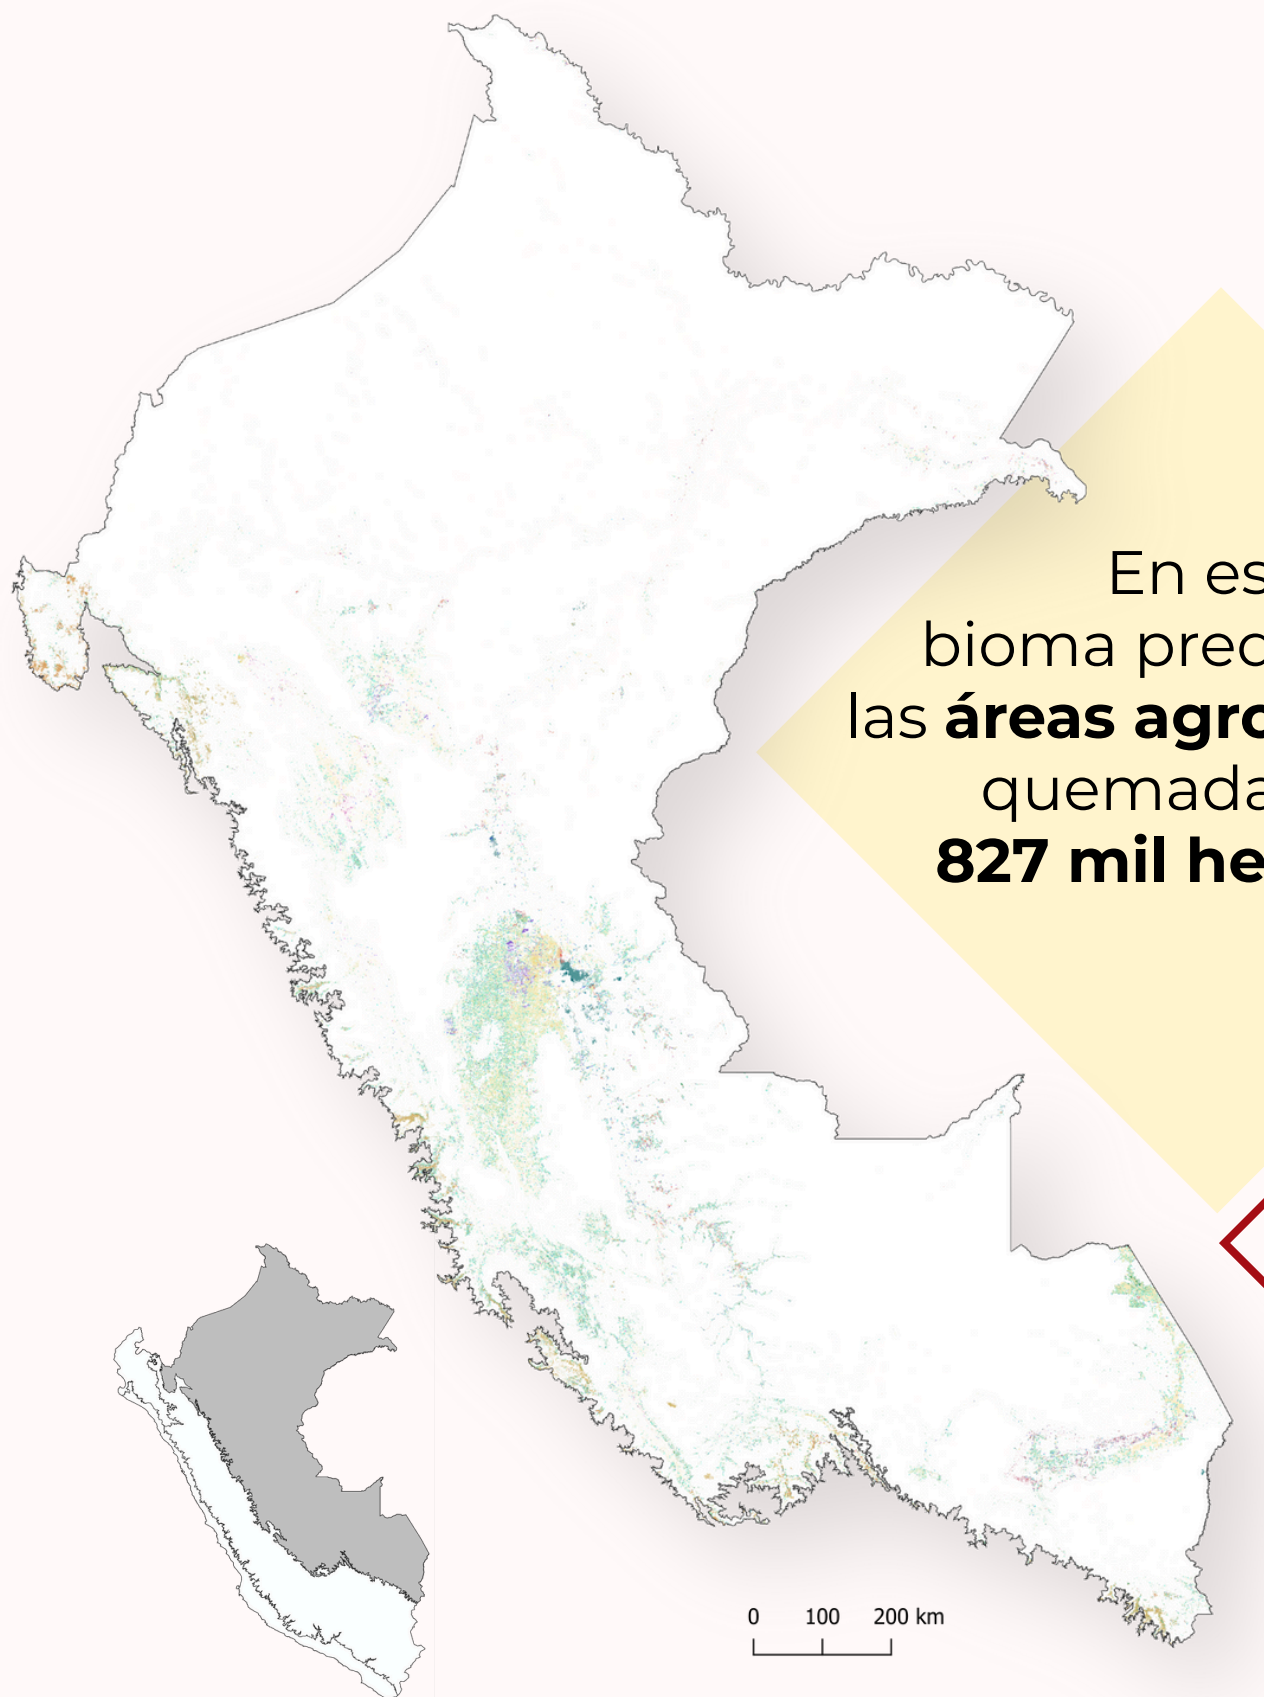 En es
bioma pred
las áreas agro
quemada
827 mil he
0 100 200 km